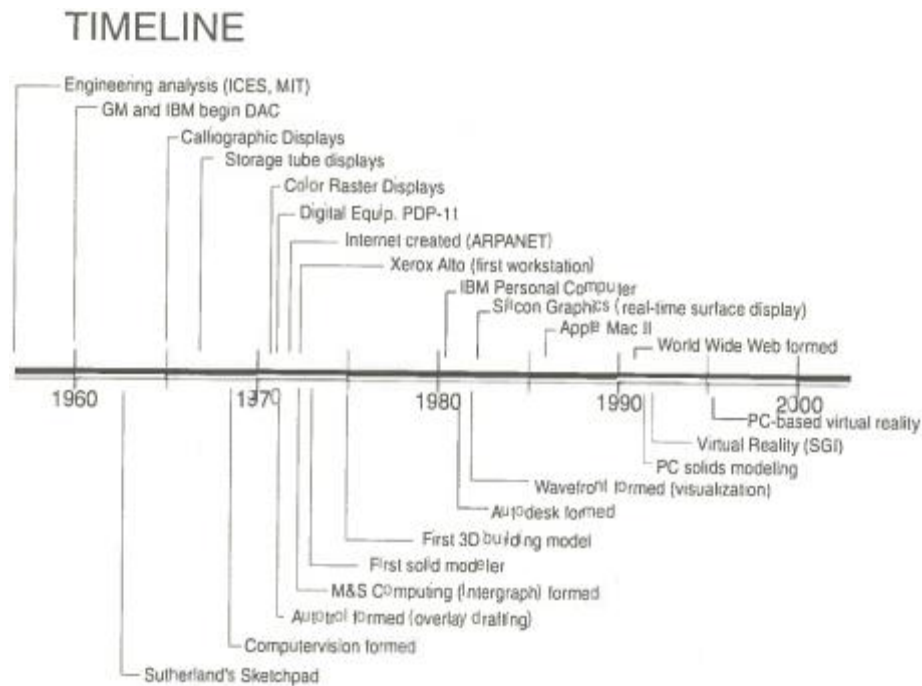 TIMELINE
Engineering analysis (ICES, MIT)
GM and IBM begin DAC
Calliographic Displays
Storage tube displays
Color Raster Displays
Digital Equip. PDP-11
Internet created (ARPANET)
Xerox Alto (first workstation)
IBM Personal Computer
Silicon Graphics (real-time surface display)
Apple Mac II
World Wide Web formed
1960 1970 1980 1990 2000
PC-based virtual reality
Virtual Reality (SGI)
PC solids modeling
Wavefront formed (visualization)
Autodesk formed
First 3D building model
First solid modeler
M&S Computing (Intergraph) formed
Autotrol formed (overlay drafting)
Computervision formed
Sutherland's Sketchpad